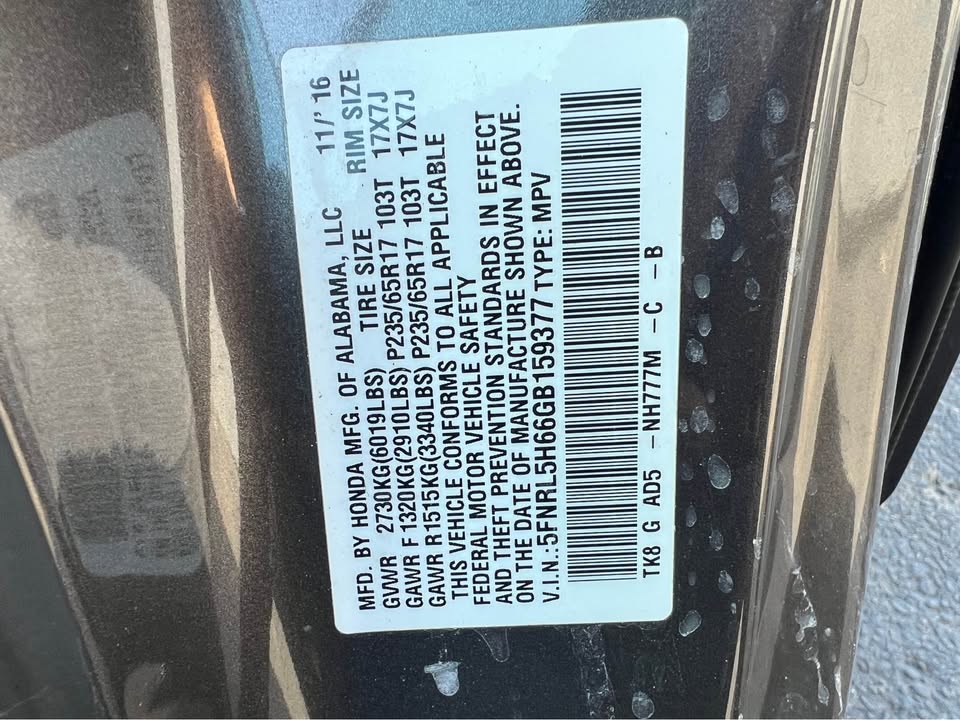 MFD. BY HONDA MFG. OF ALABAMA, LLC 11/' 16
GVWR 2730KG(6019LBS) TIRE SIZE RIM SIZE
GAWR F 1320KG(2910LBS) P235/65R17 103T 17X7J
GAWR R1515KG(3340LBS) P235/65R17 103T 17X7J
THIS VEHICLE CONFORMS TO ALL APPLICABLE
FEDERAL MOTOR VEHICLE SAFETY
AND THEFT PREVENTION STANDARDS IN EFFECT
ON THE DATE OF MANUFACTURE SHOWN ABOVE.
V.I.N.:5FNRL5H66GB159377 TYPE: MPV
TK8 G AD5 -NH777M -C -B